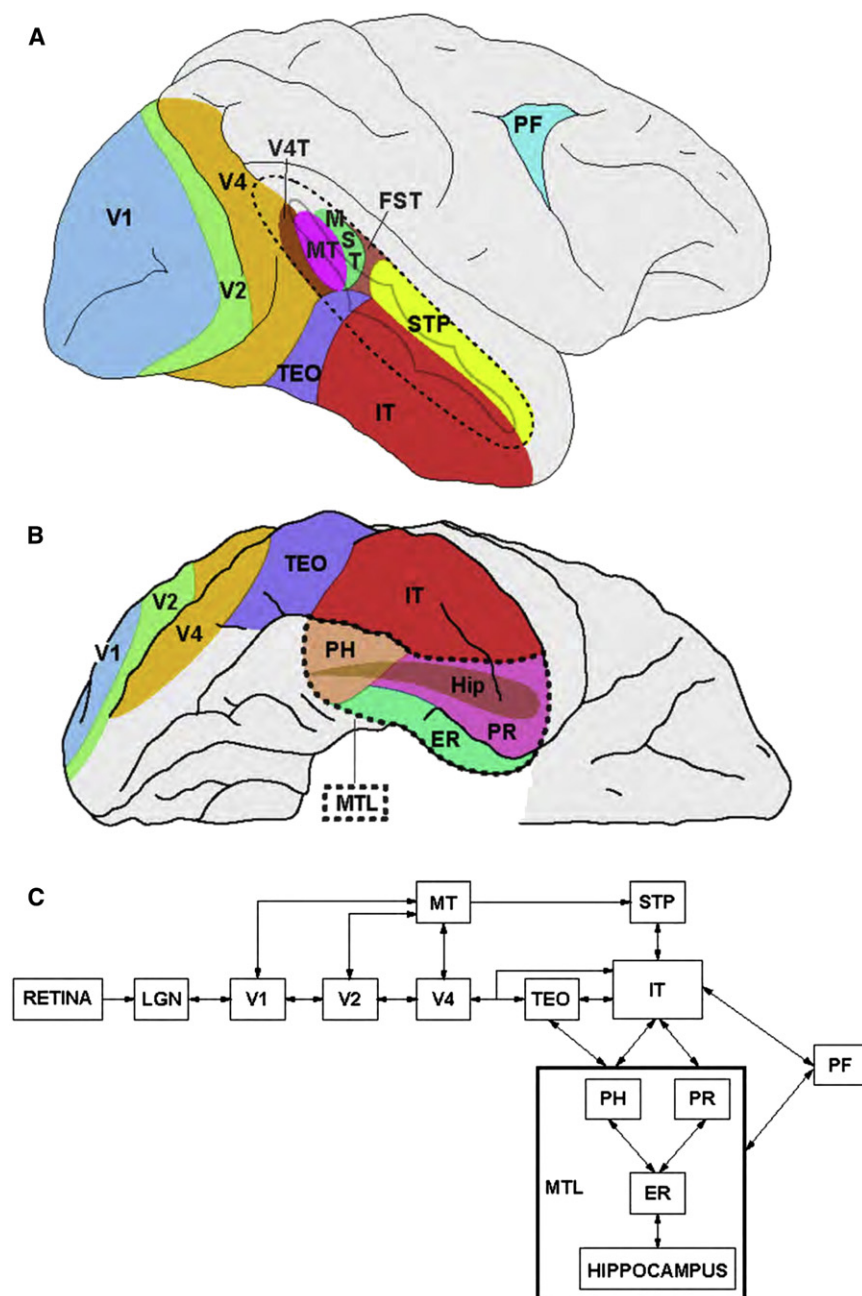 A
PF
V4T
V4
FST
V1
M
S
T
MT
V2
STP
TEO
IT
B
TEO
V2
IT
V4
V1
PH
Hip
PR
ER
MTL
C
MT
STP
RETINA
LGN
V1
V2
V4
TEO
IT
PF
PH
PR
MTL
ER
HIPPOCAMPUS